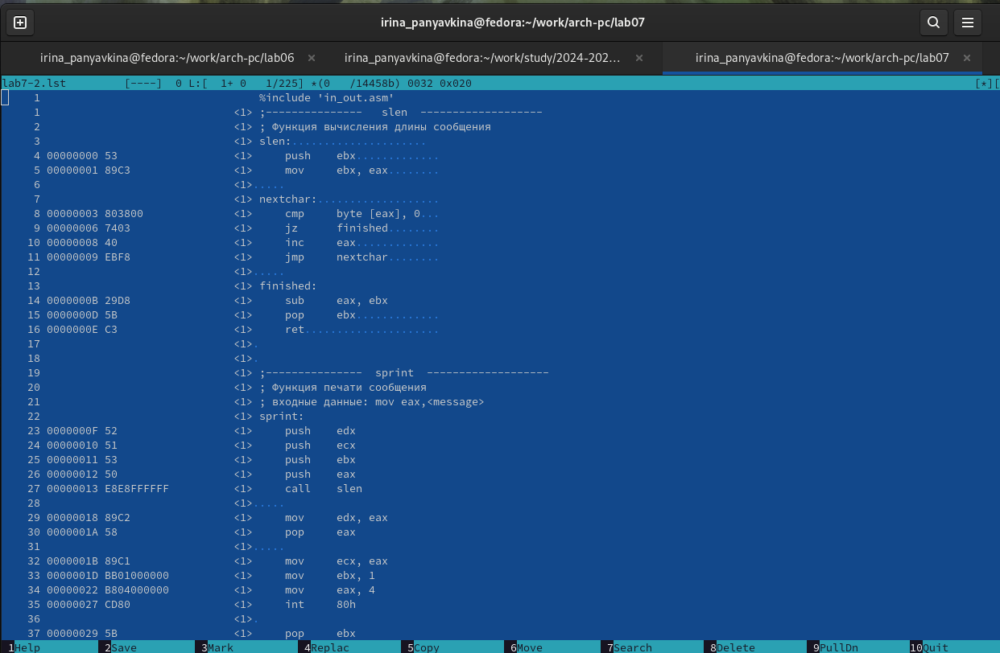 irina_panyavkina@fedora:~/work/arch-pc/lab07
irina_panyavkina@fedora:~/work/arch-pc/lab06 × irina_panyavkina@fedora:~/work/study/2024-202... × irina_panyavkina@fedora:~/work/arch-pc/lab07 ×
lab7-2.lst [----] 0 L:[ 1+ 0 1/225] *(0 /14458b) 0032 0x020 [*][
1 %include 'in_out.asm'
1 <1> ;--------------- slen -------------------
2 <1> ; Функция вычисления длины сообщения
3 <1> slen:.....................
4 00000000 53 <1> push ebx.............
5 00000001 89C3 <1> mov ebx, eax........
6 <1>.....
7 <1> nextchar:...................
8 00000003 803800 <1> cmp byte [eax], 0...
9 00000006 7403 <1> jz finished........
10 00000008 40 <1> inc eax.............
11 00000009 EBF8 <1> jmp nextchar........
12 <1>.....
13 <1> finished:
14 0000000B 29D8 <1> sub eax, ebx
15 0000000D 5B <1> pop ebx.............
16 0000000E C3 <1> ret.....................
17 <1>.
18 <1>.
19 <1> ;--------------- sprint -------------------
20 <1> ; Функция печати сообщения
21 <1> ; входные данные: mov eax,<message>
22 <1> sprint:
23 0000000F 52 <1> push edx
24 00000010 51 <1> push ecx
25 00000011 53 <1> push ebx
26 00000012 50 <1> push eax
27 00000013 E8E8FFFFFF <1> call slen
28 <1>.....
29 00000018 89C2 <1> mov edx, eax
30 0000001A 58 <1> pop eax
31 <1>.....
32 0000001B 89C1 <1> mov ecx, eax
33 0000001D BB01000000 <1> mov ebx, 1
34 00000022 B804000000 <1> mov eax, 4
35 00000027 CD80 <1> int 80h
36 <1>.
37 00000029 5B <1> pop ebx
1Help 2Save 3Mark 4Replac 5Copy 6Move 7Search 8Delete 9PullDn 10Quit